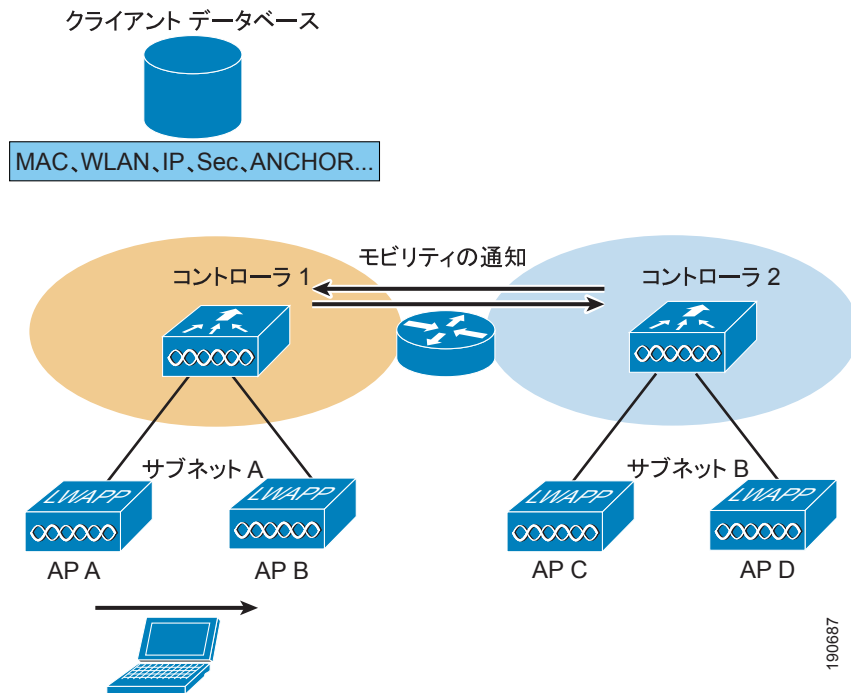 クライアント データベース
MAC、WLAN、IP、Sec、ANCHOR...
モビリティの通知
コントローラ 1
コントローラ 2
サブネット A
サブネット B
LWAPP
LWAPP
LWAPP
LWAPP
AP A
AP B
AP C
AP D
190687